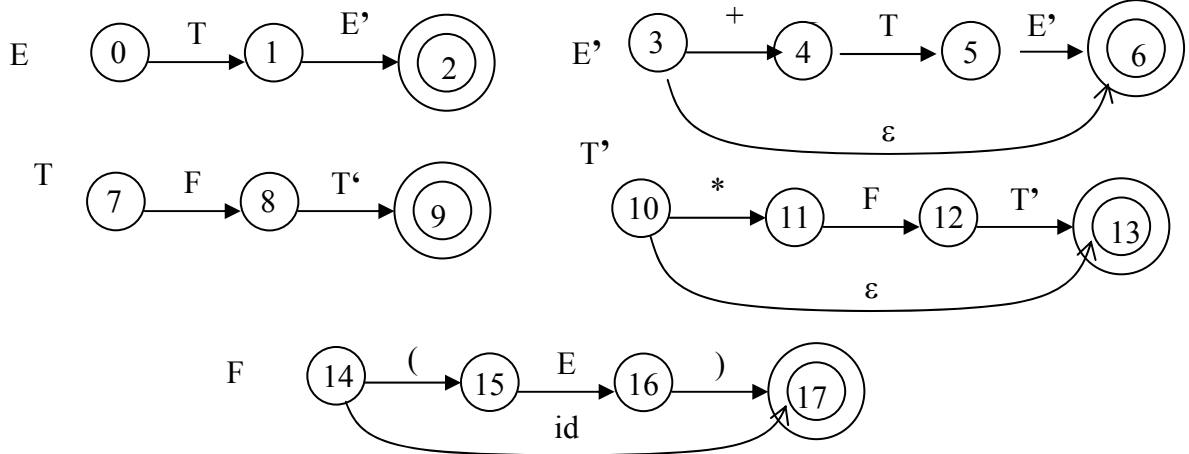 E 0 T 1 E’ 2
E’ 3 + 4 T 5 E’ 6
ε
T 7 F 8 T‘ 9
T’ 10 * 11 F 12 T’ 13
ε
F 14 ( 15 E 16 ) 17
id